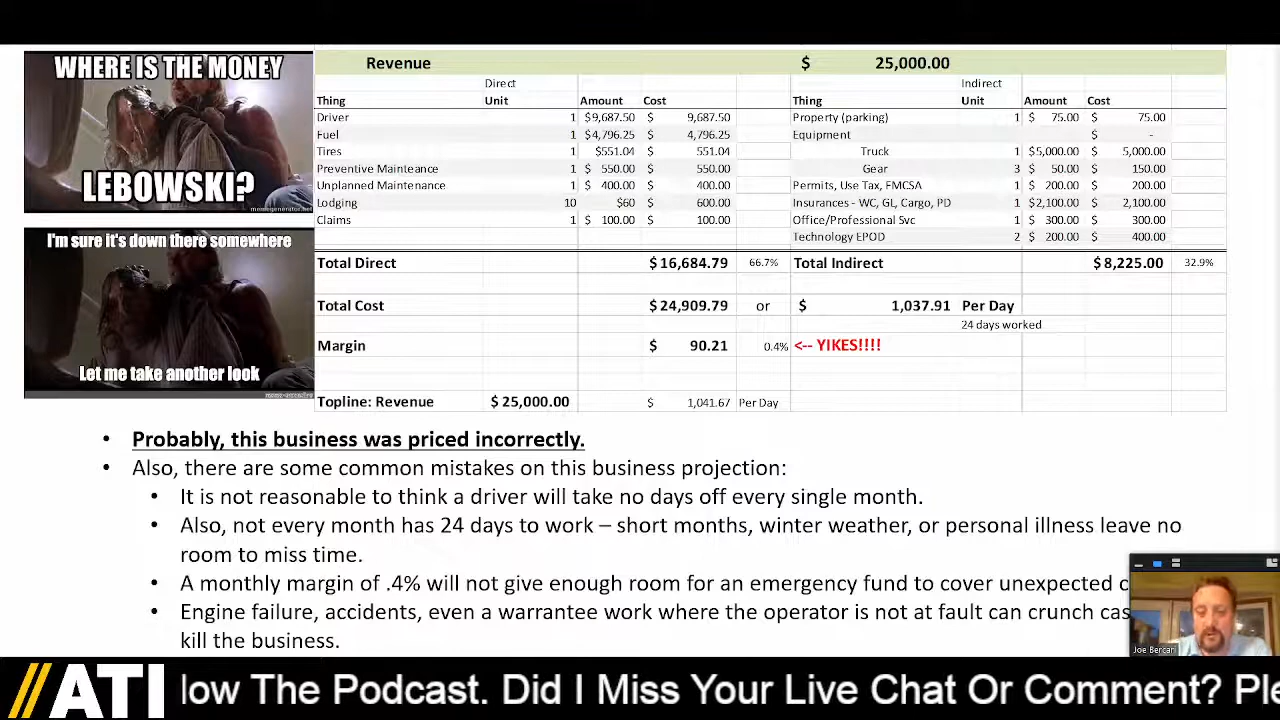 WHERE IS THE MONEY
LEBOWSKI?
memegenerator.net
I'm sure it's down there somewhere
Let me take another look
Revenue $ 25,000.00
Direct Indirect
Thing Unit Amount Cost Thing Unit Amount Cost
Driver 1 $9,687.50 $ 9,687.50 Property (parking) 1 $ 75.00 75.00
Fuel 1 $4,796.25 $ 4,796.25 Equipment $ -
Tires 1 $551.04 $ 551.04 Truck 1 $5,000.00 $ 5,000.00
Preventive Mainteance 1 $ 550.00 $ 550.00 Gear 3 $ 50.00 $ 150.00
Unplanned Maintenance 1 $ 400.00 $ 400.00 Permits, Use Tax, FMCSA 1 $ 200.00 $ 200.00
Lodging 10 $60 $ 600.00 Insurances - WC, GL, Cargo, PD 1 $2,100.00 $ 2,100.00
Claims 1 $ 100.00 $ 100.00 Office/Professional Svc 1 $ 300.00 $ 300.00
Technology EPOD 2 $ 200.00 $ 400.00
Total Direct $16,684.79 66.7% Total Indirect $8,225.00 32.9%
Total Cost $24,909.79 or $ 1,037.91 Per Day
24 days worked
Margin $ 90.21 0.4% <-- YIKES!!!!
Topline: Revenue $ 25,000.00 $ 1,041.67 Per Day
• Probably, this business was priced incorrectly.
• Also, there are some common mistakes on this business projection:
• It is not reasonable to think a driver will take no days off every single month.
• Also, not every month has 24 days to work – short months, winter weather, or personal illness leave no
room to miss time.
• A monthly margin of .4% will not give enough room for an emergency fund to cover unexpected c
• Engine failure, accidents, even a warrantee work where the operator is not at fault can crunch cas
kill the business.
Joe Bercan
//ATI low The Podcast. Did I Miss Your Live Chat Or Comment? Ple